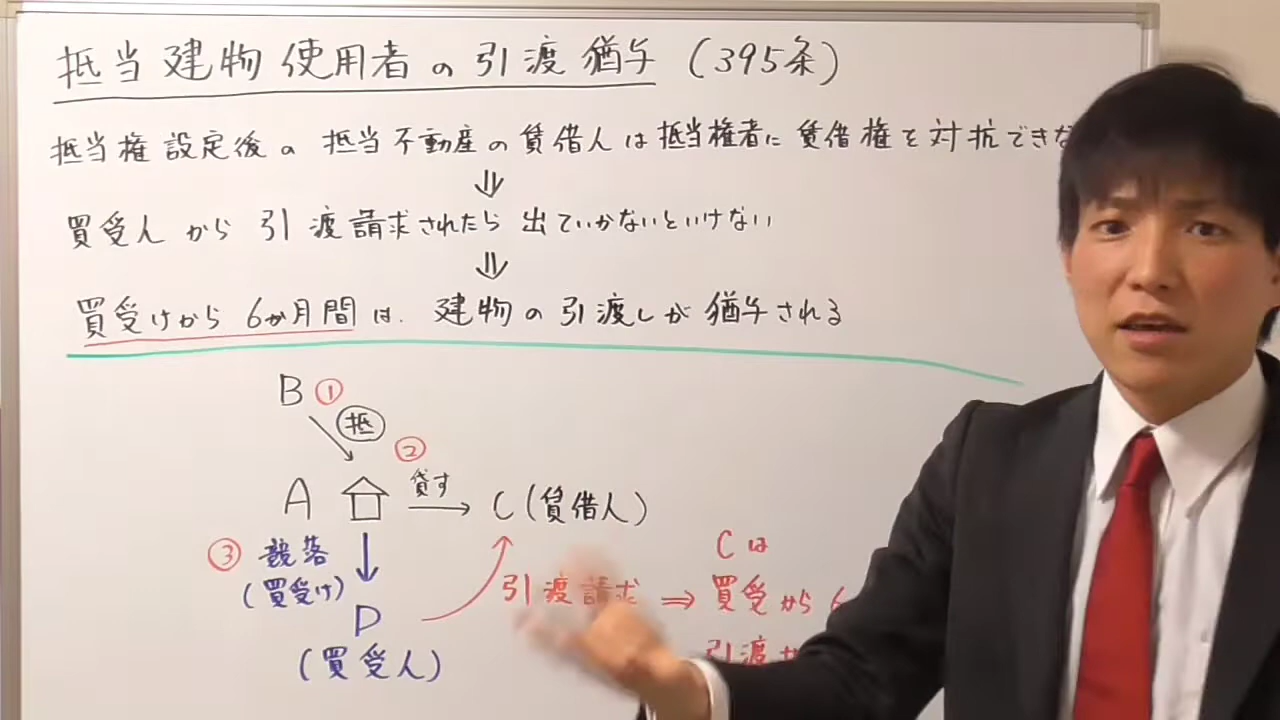 抵当建物使用者の引渡猶予（395条）
抵当権設定後の抵当不動産の賃借人は抵当権者に賃借権を対抗できな
⇓
買受人から引渡請求されたら出ていかないといけない
⇓
買受けから6か月間は、建物の引渡しが猶予される
B ①
抵
②
A 貸す C（賃借人）
③ 競落
（買受け）
D
（買受人）
引渡請求 ⇒
Cは
買受から6
引渡せ